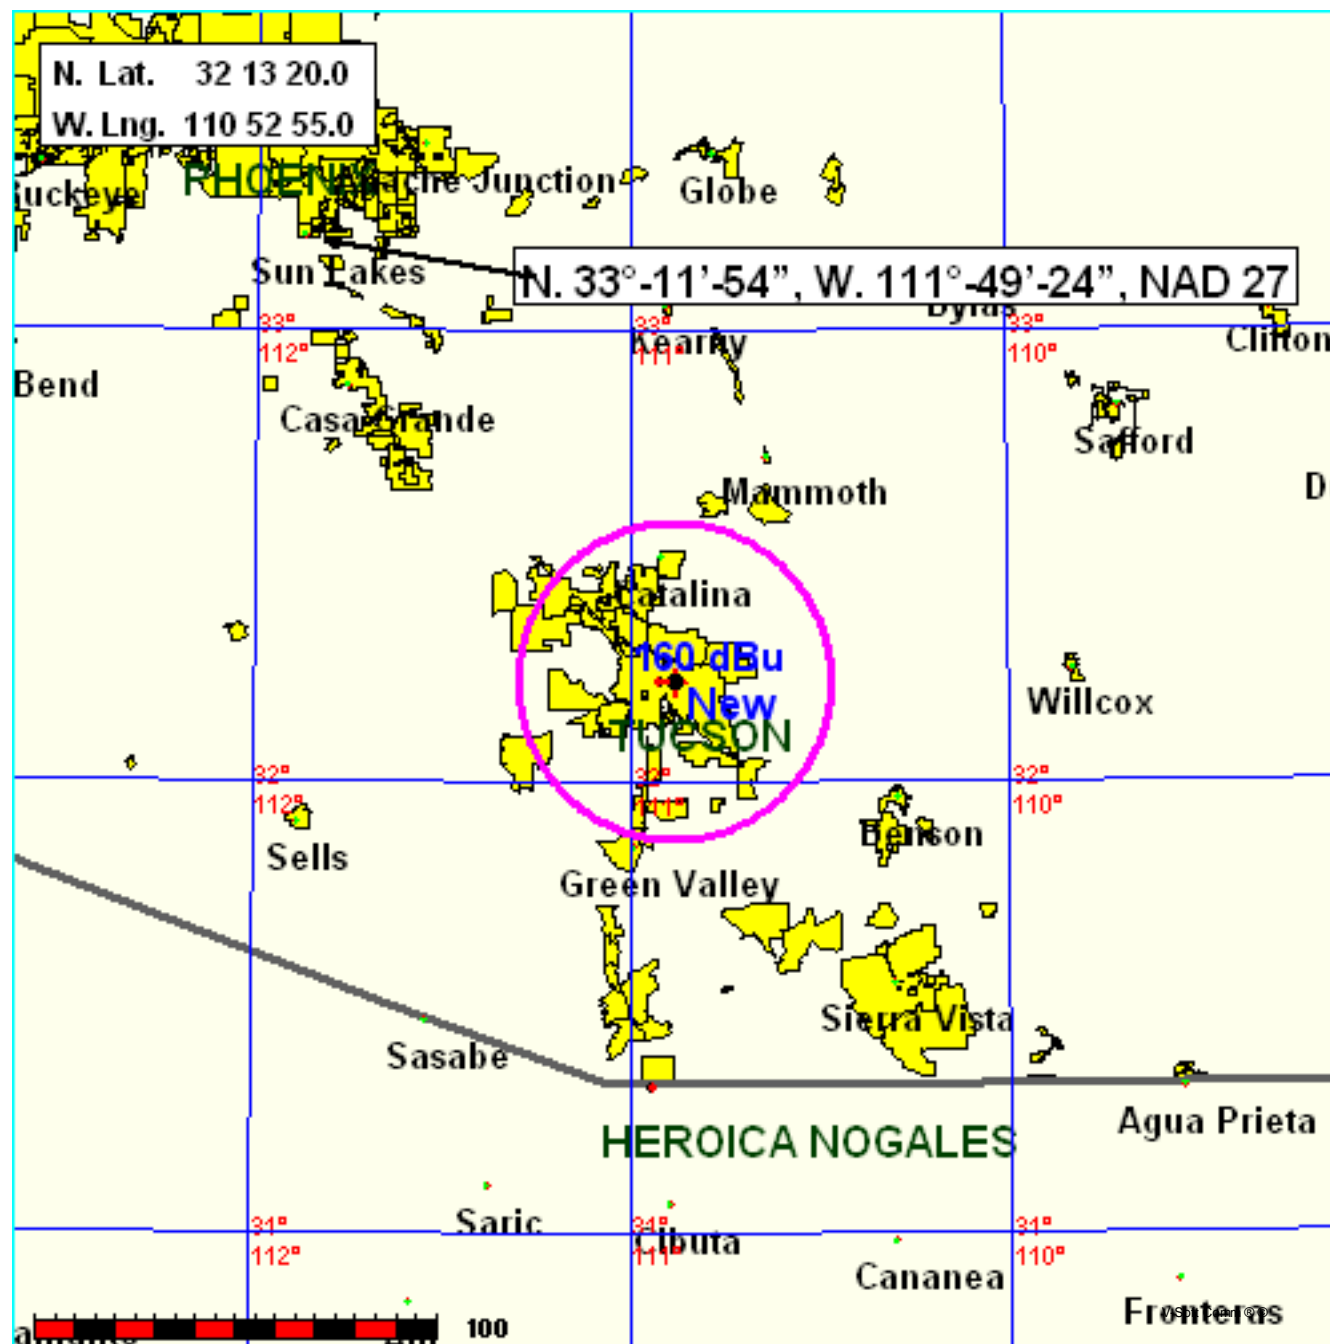 N. Lat. 32 13 20.0
W. Lng. 110 52 55.0
PHOENIX
Apache Junction
Buckeye
Globe
Sun Lakes
N. 33°-11’-54”, W. 111°-49’-24”, NAD 27
33°
112°
33°
111°
33°
110°
Kearny
Clifton
Bend
Casa Grande
Safford
Mammoth
D
Catalina
60 dBu
New
Willcox
TUCSON
32°
112°
32°
111°
32°
110°
Benson
Sells
Green Valley
Sierra Vista
Sasabe
Agua Prieta
HEROICA NOGALES
Saric
31°
112°
31°
111°
31°
110°
Cibuta
Cananea
Fronteras
V-Soft Comm ® ®
100